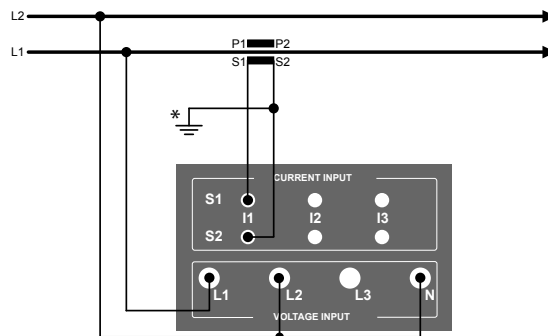 L2
L1
P1 P2
S1 S2
*
CURRENT INPUT
S1
I1 I2 I3
S2
L1 L2 L3 N
VOLTAGE INPUT